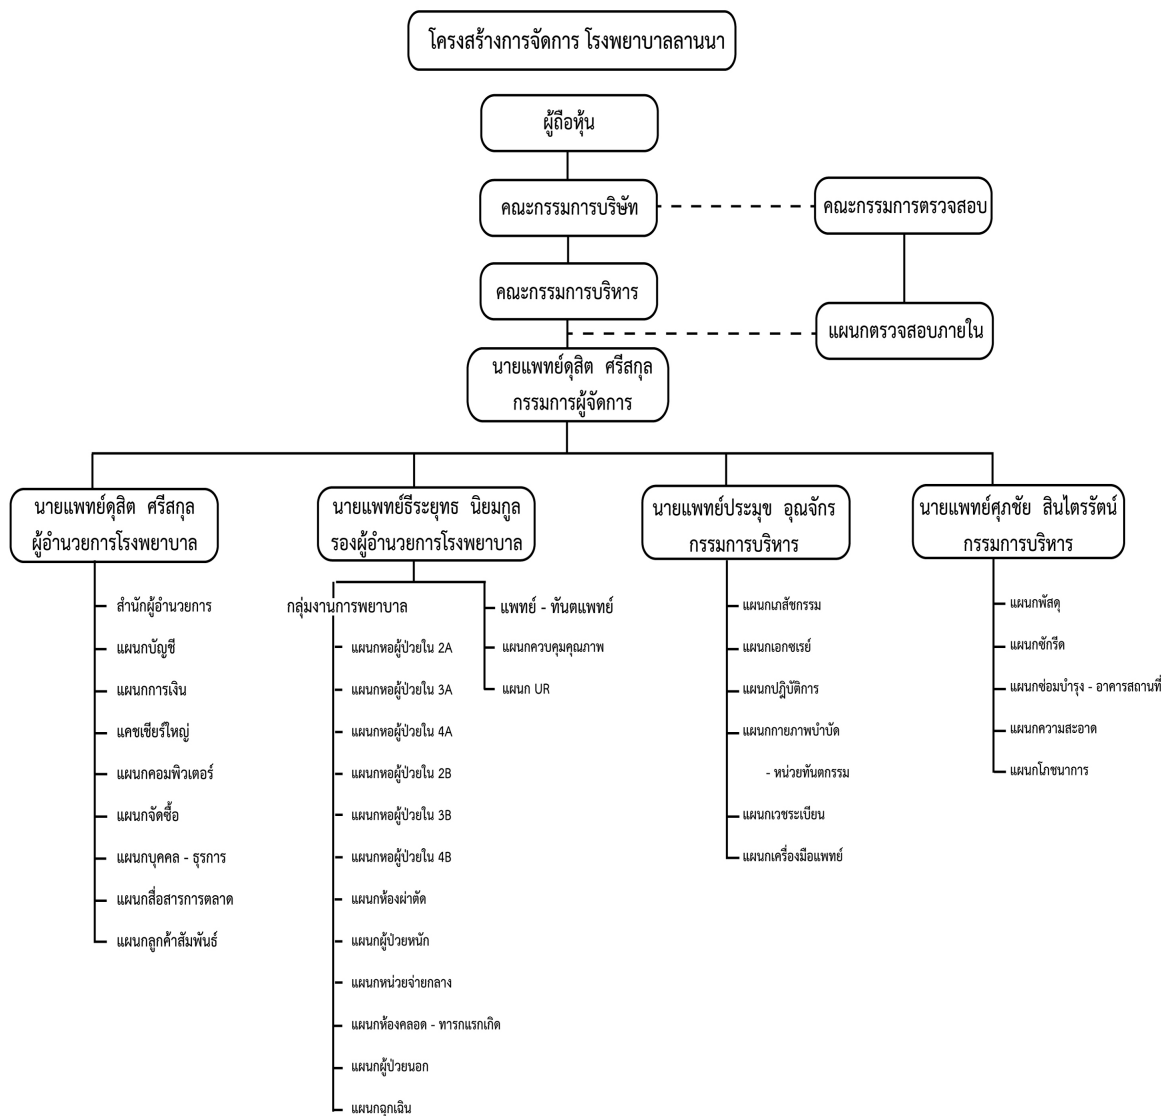 โครงสร้างการจัดการ โรงพยาบาลลานนา
ผู้ถือหุ้น
คณะกรรมการบริษัท
คณะกรรมการตรวจสอบ
คณะกรรมการบริหาร
แผนกตรวจสอบภายใน
นายแพทย์ดุสิต ศรีสกุล
กรรมการผู้จัดการ
นายแพทย์ดุสิต ศรีสกุล
ผู้อำนวยการโรงพยาบาล
สำนักผู้อำนวยการ
แผนกบัญชี
แผนกการเงิน
แคชเชียร์ใหญ่
แผนกคอมพิวเตอร์
แผนกจัดซื้อ
แผนกบุคคล - ธุรการ
แผนกสื่อสารการตลาด
แผนกลูกค้าสัมพันธ์
นายแพทย์ธีระยุทธ นิยมกูล
รองผู้อำนวยการโรงพยาบาล
กลุ่มงานการพยาบาล
แผนกหอผู้ป่วยใน 2A
แผนกหอผู้ป่วยใน 3A
แผนกหอผู้ป่วยใน 4A
แผนกหอผู้ป่วยใน 2B
แผนกหอผู้ป่วยใน 3B
แผนกหอผู้ป่วยใน 4B
แผนกห้องผ่าตัด
แผนกผู้ป่วยหนัก
แผนกหน่วยจ่ายกลาง
แผนกห้องคลอด - ทารกแรกเกิด
แผนกผู้ป่วยนอก
แผนกฉุกเฉิน
แพทย์ - ทันตแพทย์
แผนกควบคุมคุณภาพ
แผนก UR
นายแพทย์ประมุข อุณจักร
กรรมการบริหาร
แผนกเภสัชกรรม
แผนกเอกซเรย์
แผนกปฏิบัติการ
แผนกกายภาพบำบัด
- หน่วยทันตกรรม
แผนกเวชระเบียน
แผนกเครื่องมือแพทย์
นายแพทย์ศุภชัย สินไตรรัตน์
กรรมการบริหาร
แผนกพัสดุ
แผนกซักรีด
แผนกซ่อมบำรุง - อาคารสถานที่
แผนกความสะอาด
แผนกโภชนาการ